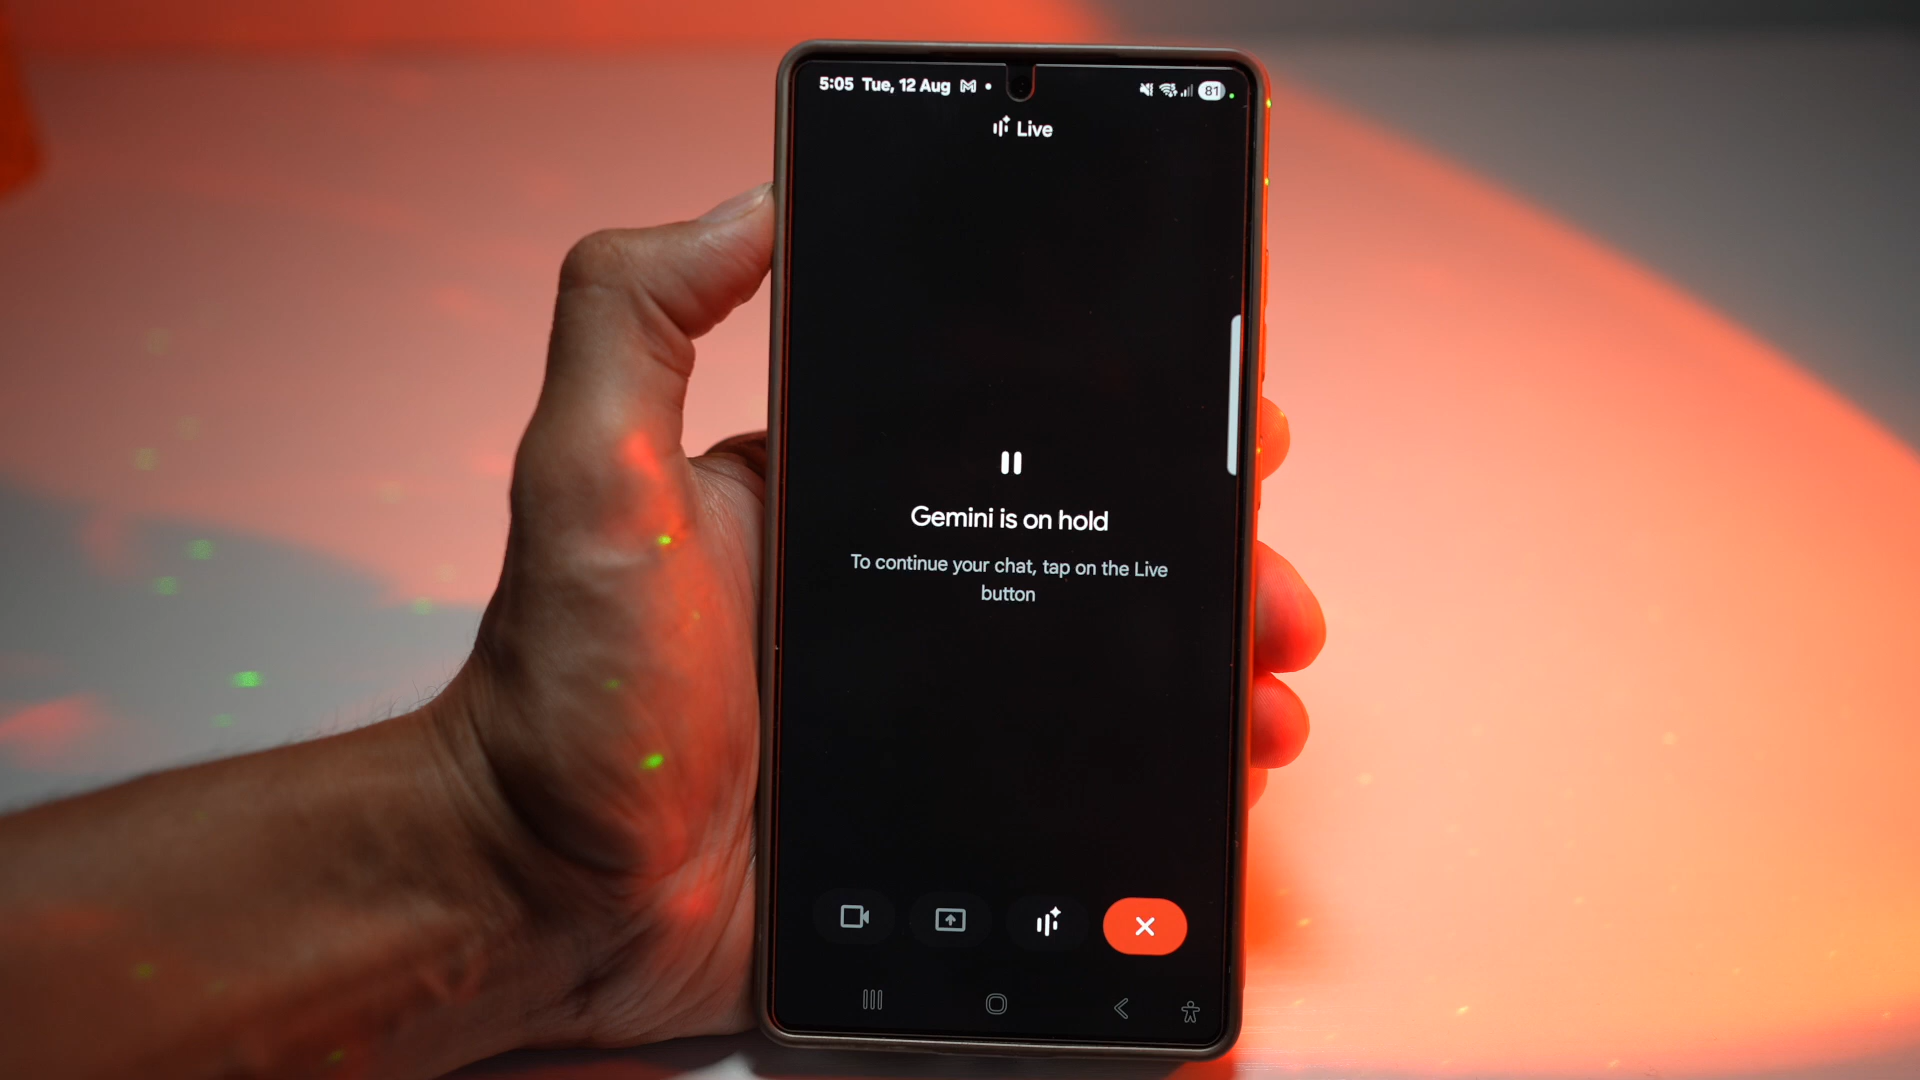 5:05 Tue, 12 Aug 81
Live
Gemini is on hold
To continue your chat, tap on the Live
button